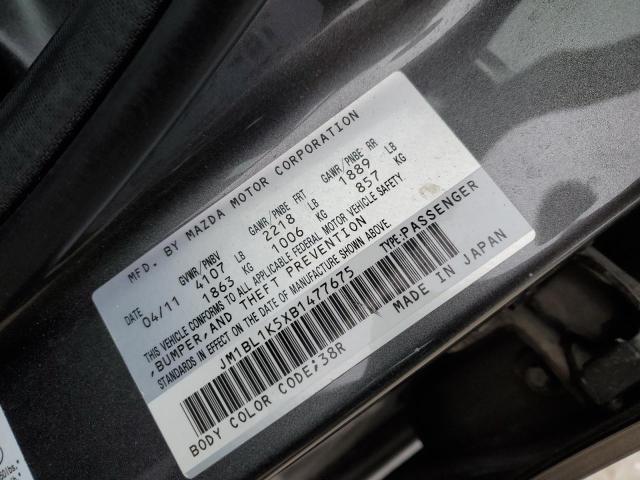 MFD. BY MAZDA MOTOR CORPORATION
DATE GVWR/PNBV GAWR/PNBE FRT GAWR/PNBE RR
04/11 4107 LB 2218 LB 1889 LB
1863 KG 1006 KG 857 KG
THIS VEHICLE CONFORMS TO ALL APPLICABLE FEDERAL MOTOR VEHICLE SAFETY
,BUMPER,AND THEFT PREVENTION
STANDARDS IN EFFECT ON THE DATE OF MANUFACTURE SHOWN ABOVE
JM1BL1K5XB1477675 TYPE:PASSENGER
BODY COLOR CODE;38R MADE IN JAPAN